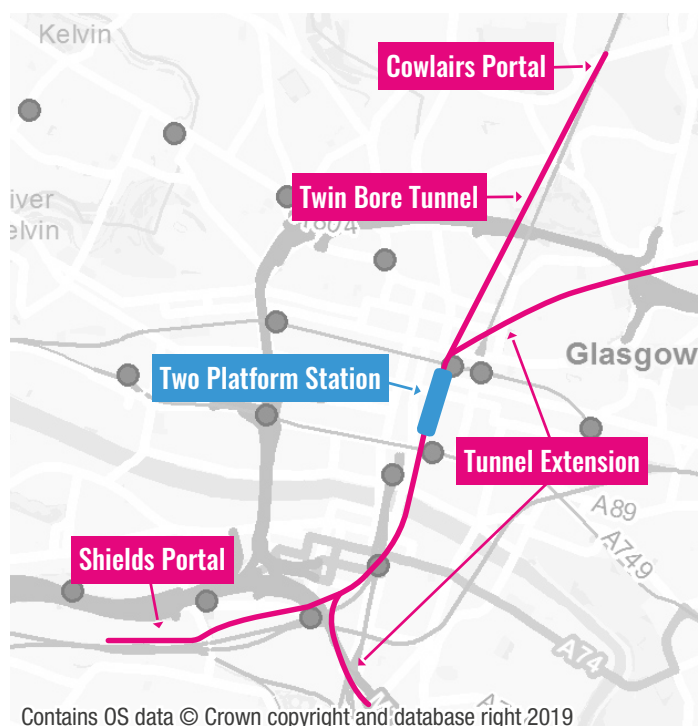 Kelvin
Cowlairs Portal
Twin Bore Tunnel
iver
elvin
Glasgow
Two Platform Station
Tunnel Extension
A89
A749
Shields Portal
A74
Contains OS data © Crown copyright and database right 2019